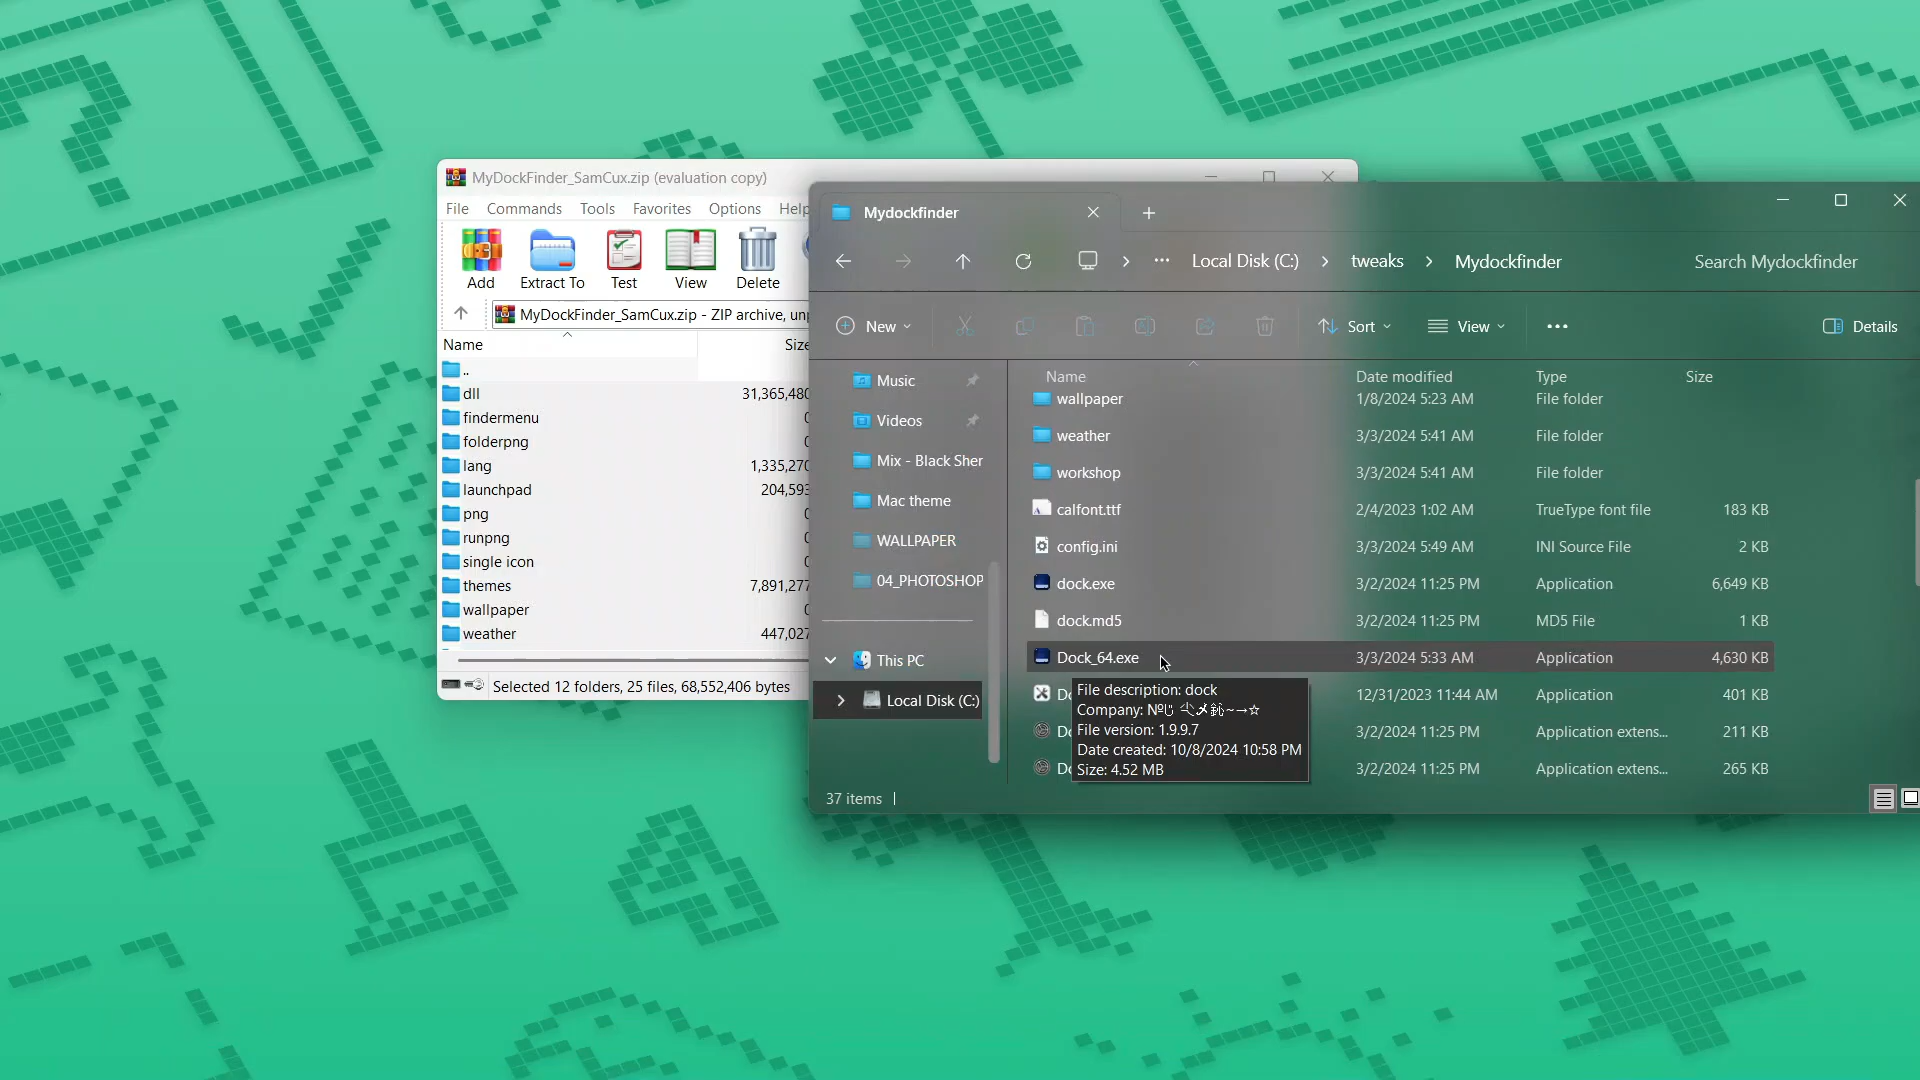 MyDockFinder_SamCux.zip (evaluation copy)
File Commands Tools Favorites Options Help
Add Extract To Test View Delete
MyDockFinder_SamCux.zip - ZIP archive,
Name Size
..
dll 31,365,480
findermenu
folderpng
lang 1,335,270
launchpad 204,593
png
runpng
single icon
themes 7,891,277
wallpaper
weather 447,027
Selected 12 folders, 25 files, 68,552,406 bytes
Mydockfinder
Local Disk (C:) tweaks Mydockfinder Search Mydockfinder
New Sort View Details
Music
Videos
Mix - Black Sher
Mac theme
WALLPAPER
04_PHOTOSHOP
This PC
Local Disk (C:)
Name Date modified Type Size
wallpaper 1/8/2024 5:23 AM File folder
weather 3/3/2024 5:41 AM File folder
workshop 3/3/2024 5:41 AM File folder
calfont.ttf 2/4/2023 1:02 AM TrueType font file 183 KB
config.ini 3/3/2024 5:49 AM INI Source File 2 KB
dock.exe 3/2/2024 11:25 PM Application 6,649 KB
dock.md5 3/2/2024 11:25 PM MD5 File 1 KB
Dock_64.exe 3/3/2024 5:33 AM Application 4,630 KB
12/31/2023 11:44 AM Application 401 KB
3/2/2024 11:25 PM Application extens... 211 KB
3/2/2024 11:25 PM Application extens... 265 KB
File description: dock
Company:
File version: 1.9.9.7
Date created: 10/8/2024 10:58 PM
Size: 4.52 MB
37 items